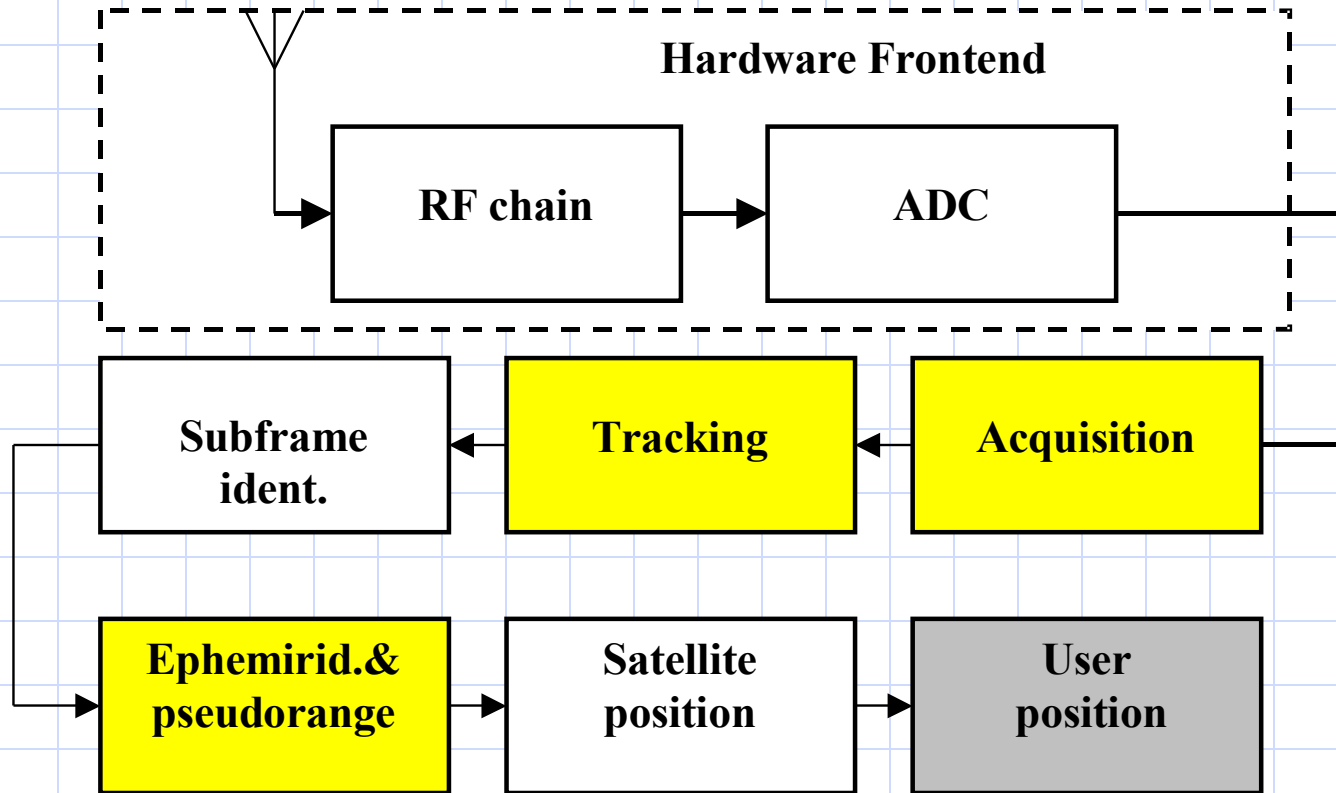 Hardware Frontend
RF chain
ADC
Subframe
ident.
Tracking
Acquisition
Ephemirid.&
pseudorange
Satellite
position
User
position